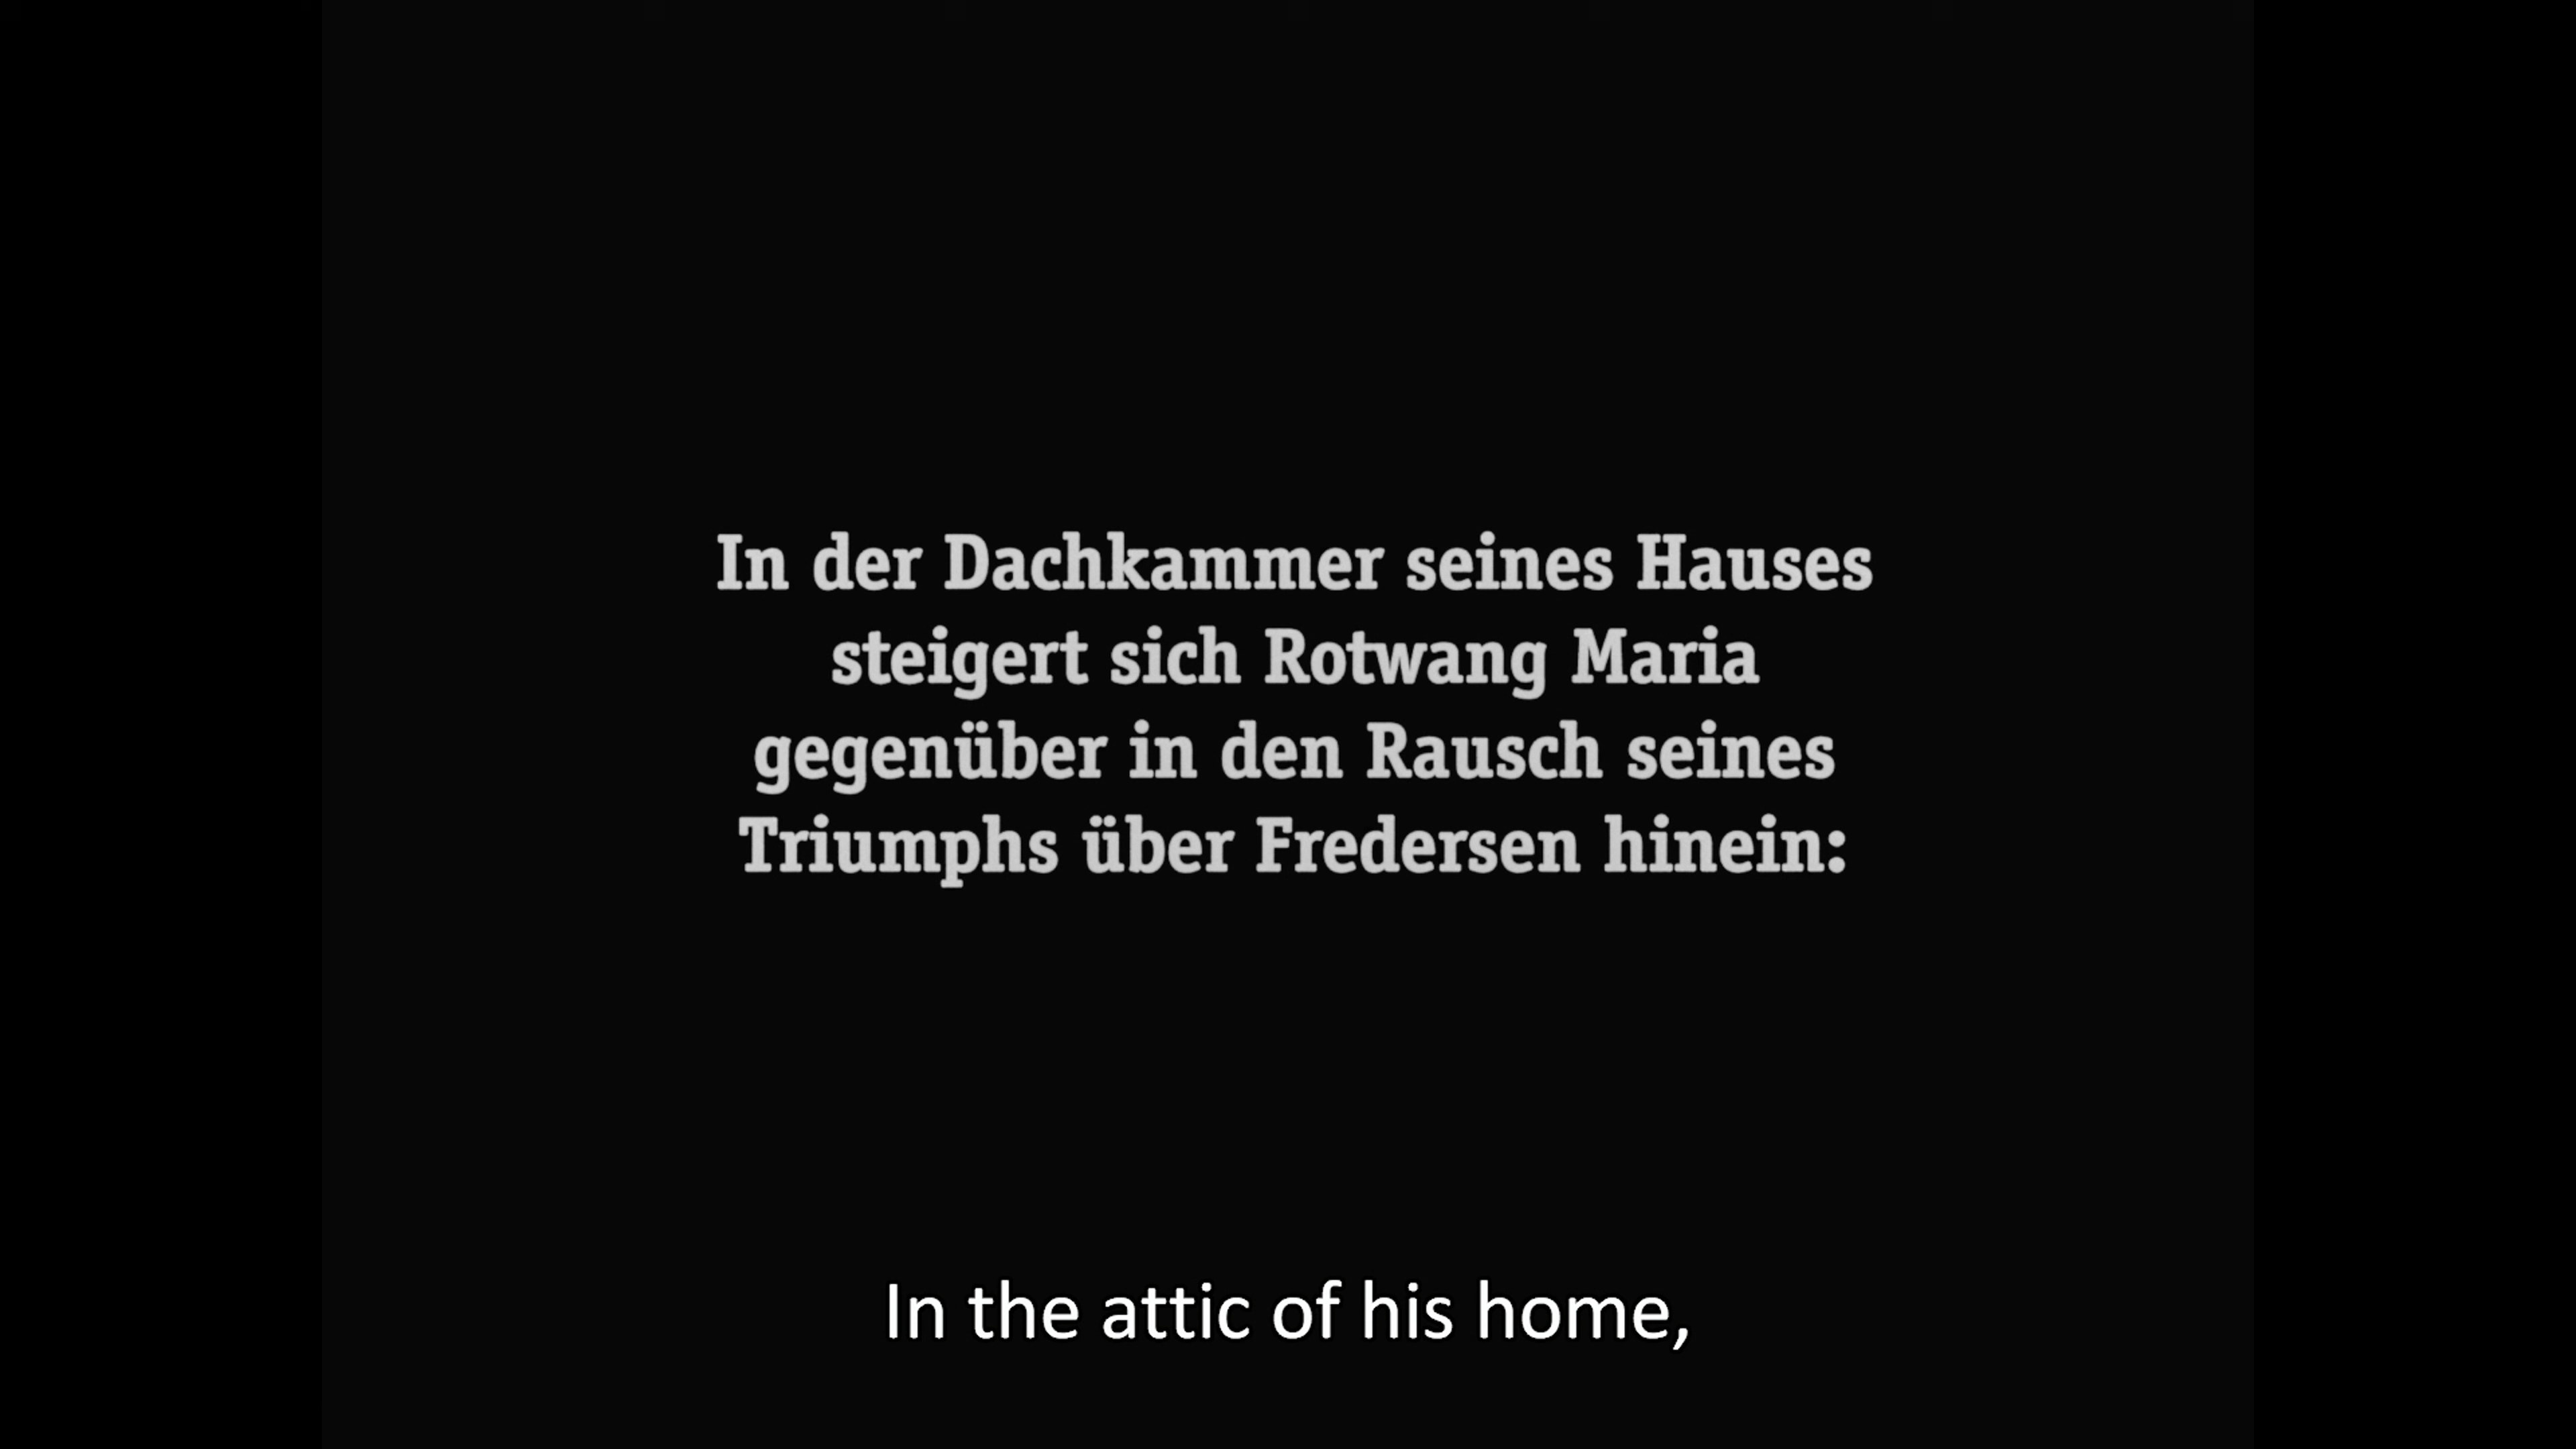 In der Dachkammer seines Hauses
steigert sich Rotwang Maria
gegenüber in den Rausch seines
Triumphs über Fredersen hinein:
In the attic of his home,